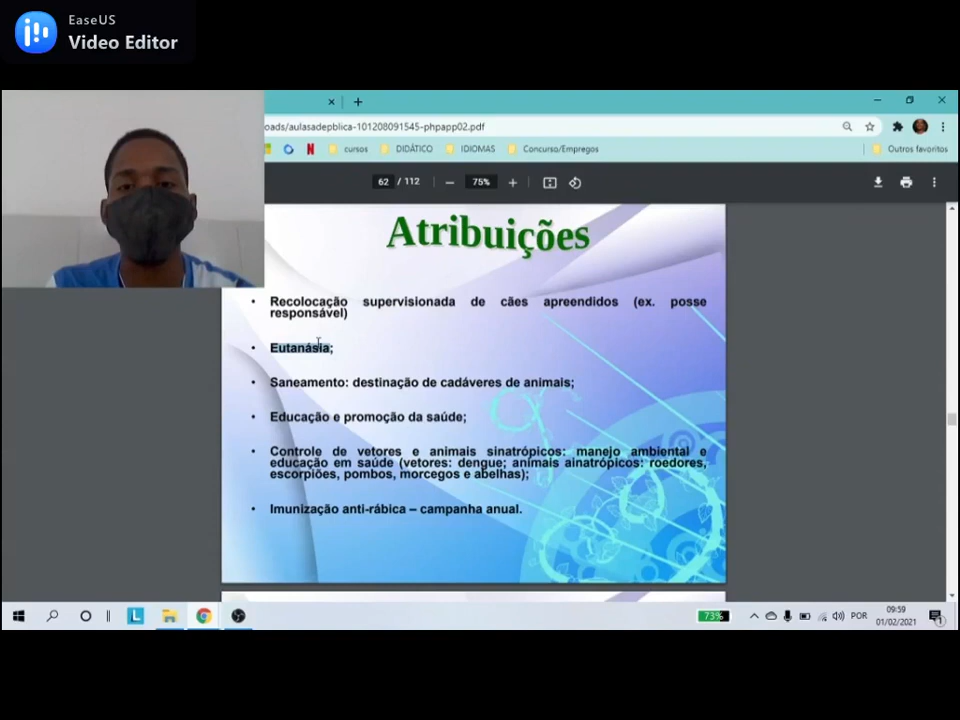 EaseUS
Video Editor
oads/aulasadepblica-101208091545-phpapp02.pdf
cursos DIDÁTICO IDIOMAS Concurso/Empregos Outros favoritos
62 / 112 75%
Atribuições
• Recolocação supervisionada de cães apreendidos (ex. posse
responsável)
• Eutanásia;
• Saneamento: destinação de cadáveres de animais;
• Educação e promoção da saúde;
• Controle de vetores e animais sinatrópicos: manejo ambiental e
educação em saúde (vetores: dengue; animais ainatrópicos: roedores,
escorpiões, pombos, morcegos e abelhas);
• Imunização anti-rábica – campanha anual.
73% POR 09:59
01/02/2021